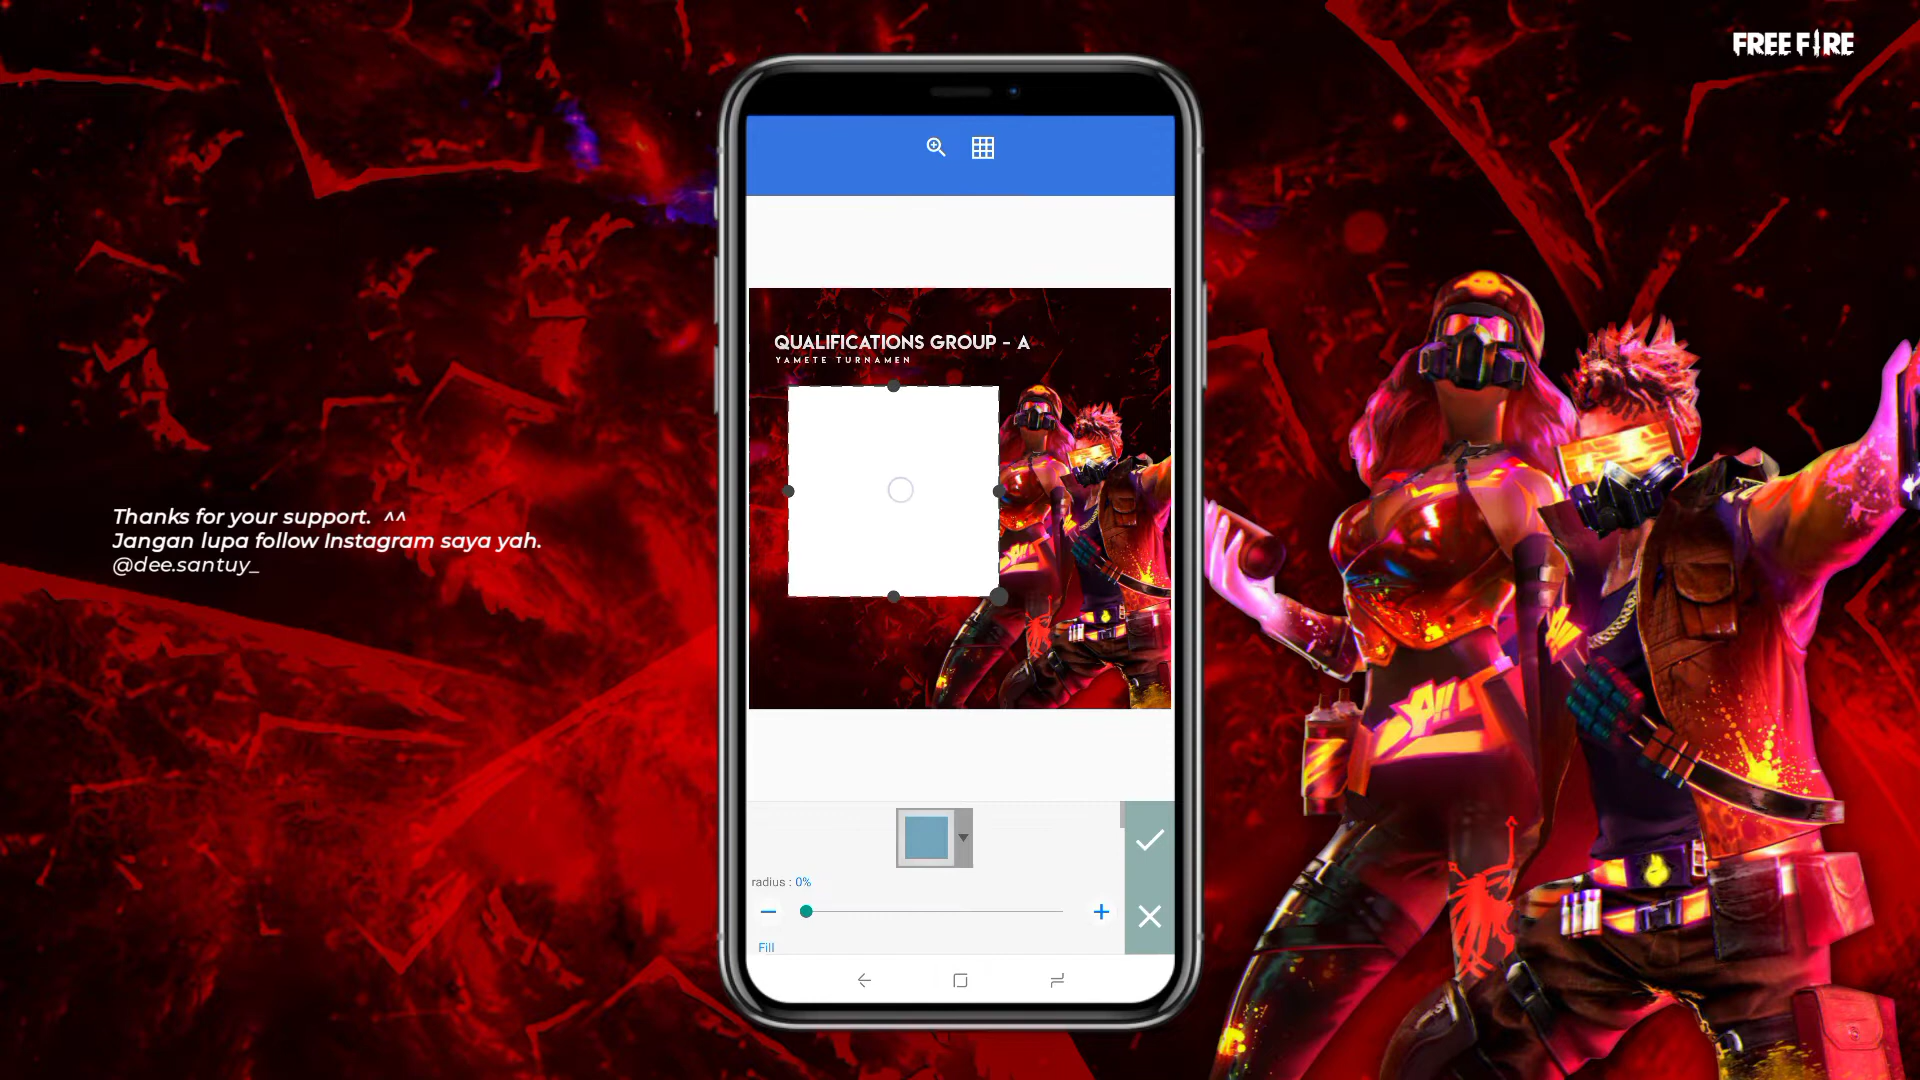 FREE FIRE
QUALIFICATIONS GROUP - A
YAMETE TURNAMEN
Thanks for your support. ^^
Jangan lupa follow Instagram saya yah.
@dee.santuy_
radius : 0%
Fill